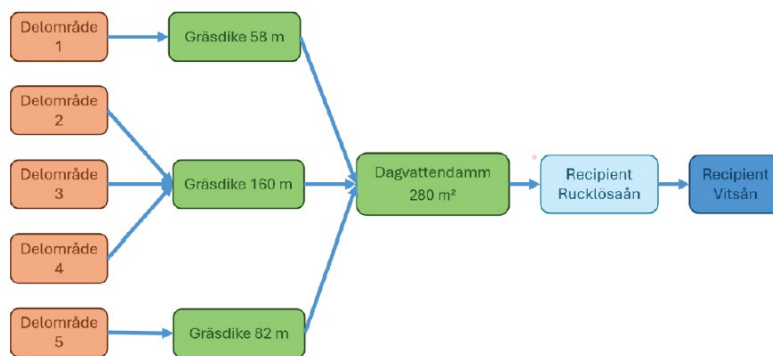 Delområde
1
Gräsdike 58 m
Delområde
2
Delområde
3
Gräsdike 160 m
Delområde
4
Delområde
5
Gräsdike 82 m
Dagvattendamm
280 m²
Recipient
Rucklösaån
Recipient
Vitsån